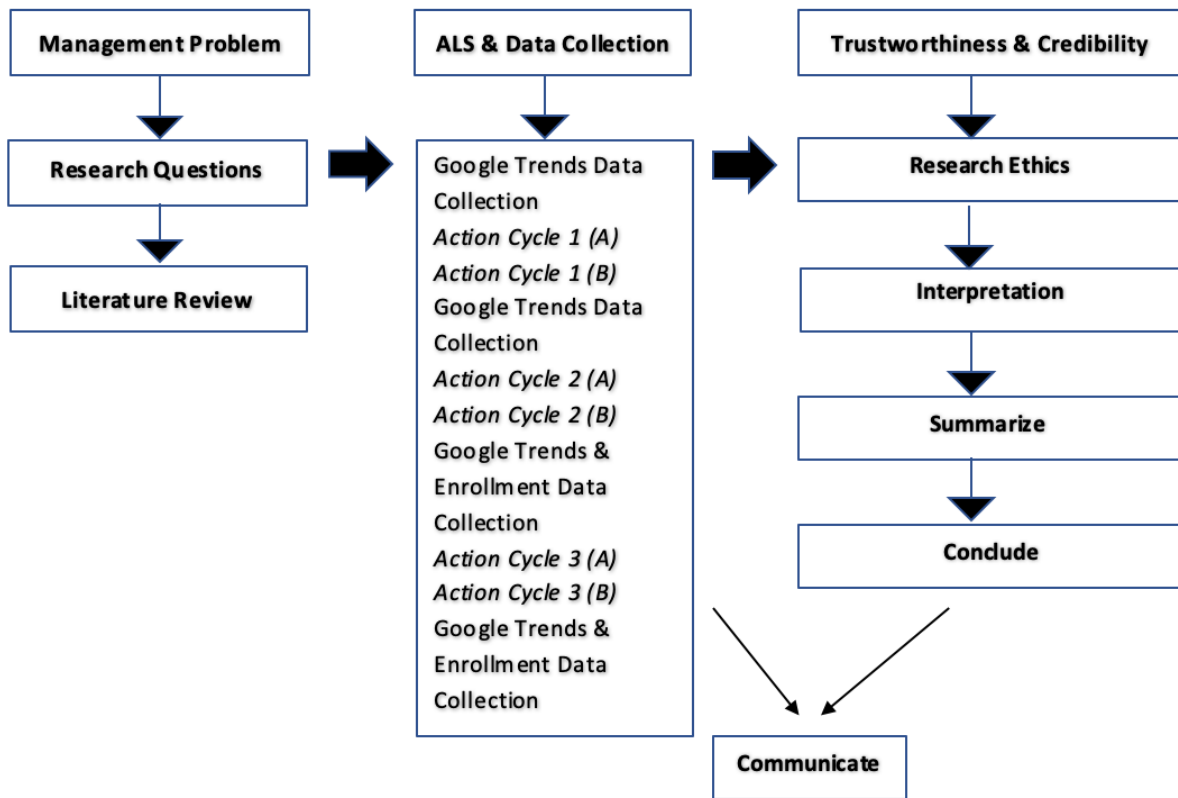 Management Problem
Research Questions
Literature Review
ALS & Data Collection
Google Trends Data
Collection
Action Cycle 1 (A)
Action Cycle 1 (B)
Google Trends Data
Collection
Action Cycle 2 (A)
Action Cycle 2 (B)
Google Trends &
Enrollment Data
Collection
Action Cycle 3 (A)
Action Cycle 3 (B)
Google Trends &
Enrollment Data
Collection
Trustworthiness & Credibility
Research Ethics
Interpretation
Summarize
Conclude
Communicate